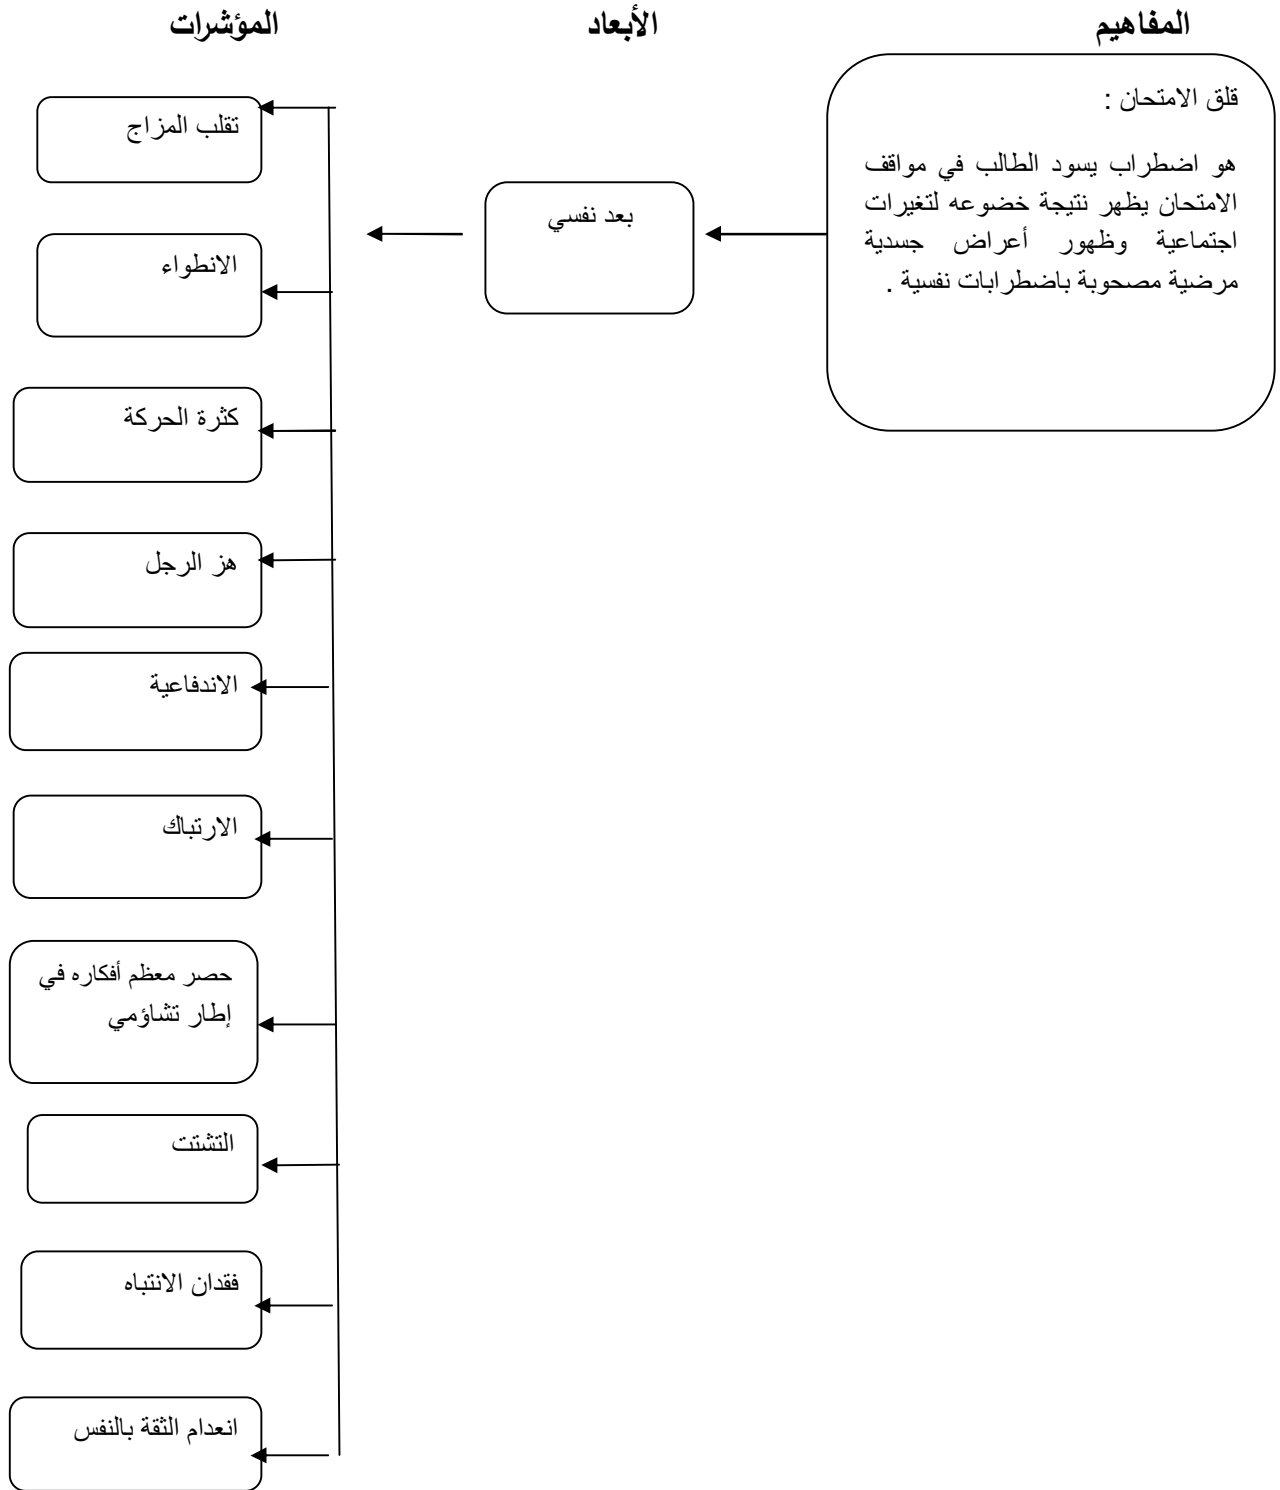 المفاهيم
الأبعاد
المؤشرات
قلق الامتحان :
هو اضطراب يسود الطالب في مواقف
الامتحان يظهر نتيجة خضوعه لتغيرات
اجتماعية وظهور أعراض جسدية
مرضية مصحوبة باضطرابات نفسية .
بعد نفسي
تقلب المزاج
الانطواء
كثرة الحركة
هز الرجل
الاندفاعية
الارتباك
حصر معظم أفكاره في
إطار تشاؤمي
التشتت
فقدان الانتباه
انعدام الثقة بالنفس